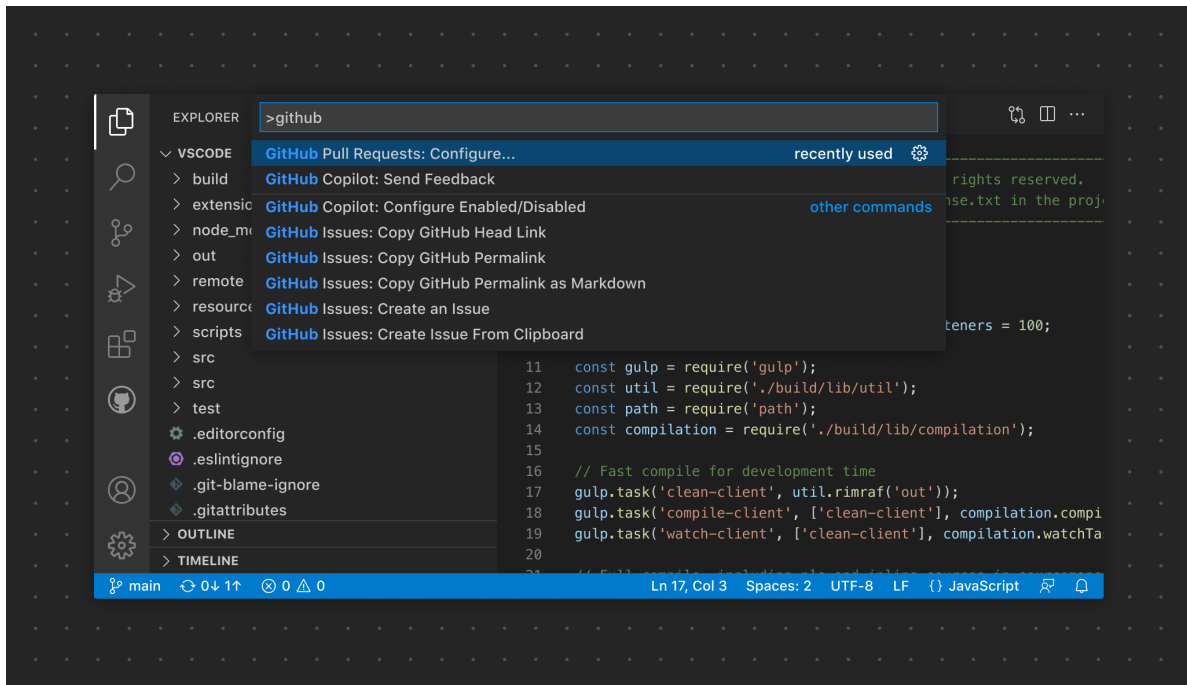 EXPLORER
>github
VSCODE
GitHub Pull Requests: Configure... recently used
build
GitHub Copilot: Send Feedback
rights reserved.
GitHub Copilot: Configure Enabled/Disabled other commands
GitHub Issues: Copy GitHub Head Link
out
GitHub Issues: Copy GitHub Permalink
remote
GitHub Issues: Copy GitHub Permalink as Markdown
GitHub Issues: Create an Issue
scripts
GitHub Issues: Create Issue From Clipboard
= 100;
src
src
test
.editorconfig
.eslintignore
.git-blame-ignore
.gitattributes
OUTLINE
TIMELINE
11 const gulp = require('gulp');
12 const util = require('./build/lib/util');
13 const path = require('path');
14 const compilation = require('./build/lib/compilation');
15
16 // Fast compile for development time
17 gulp.task('clean-client', util.rimraf('out'));
18 gulp.task('compile-client', ['clean-client'], compilation.compi
19 gulp.task('watch-client', ['clean-client'], compilation.watchTa
20
main 0↓ 1↑ 0 0 Ln 17, Col 3 Spaces: 2 UTF-8 LF {} JavaScript